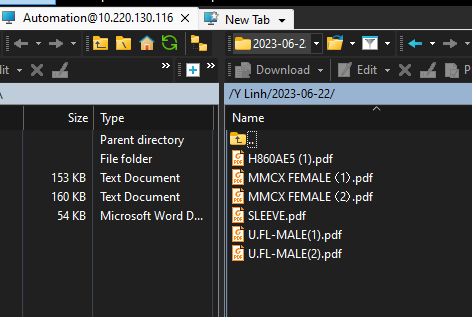 Automation@10.220.130.116
New Tab
2023-06-2
dit
Download
Edit
P
\
/Y Linh/2023-06-22/
Size
Type
Name
Parent directory
..
File folder
H860AE5 (1).pdf
153 KB
Text Document
MMCX FEMALE（1）.pdf
160 KB
Text Document
MMCX FEMALE（2）.pdf
54 KB
Microsoft Word D...
SLEEVE.pdf
U.FL-MALE(1).pdf
U.FL-MALE(2).pdf